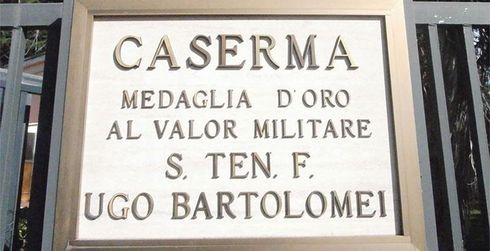 CASERMA
MEDAGLIA D'ORO
AL VALOR MILITARE
S. TEN. F.
UGO BARTOLOMEI